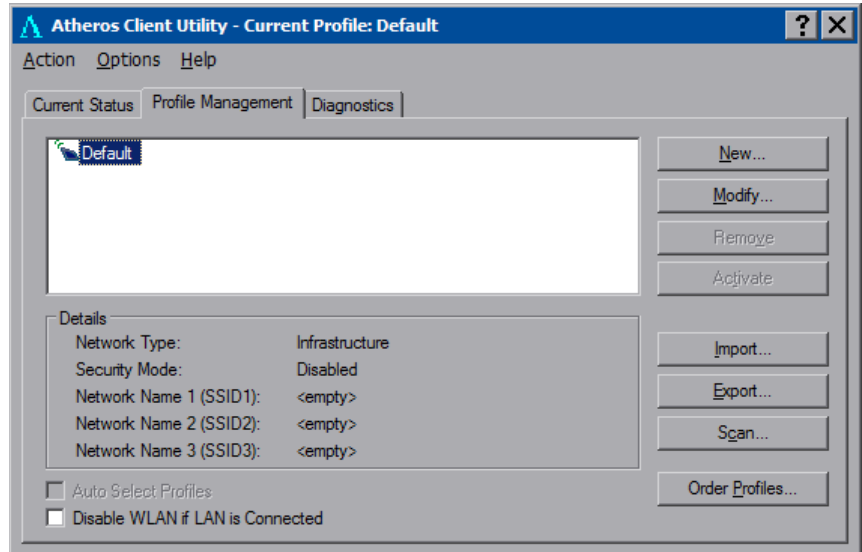 Atheros Client Utility - Current Profile: Default
Action Options Help
Current Status Profile Management Diagnostics
Default
New...
Modify...
Remove
Activate
Details
Network Type: Infrastructure
Security Mode: Disabled
Network Name 1 (SSID1): <empty>
Network Name 2 (SSID2): <empty>
Network Name 3 (SSID3): <empty>
Import...
Export...
Scan...
Order Profiles...
Auto Select Profiles
Disable WLAN if LAN is Connected